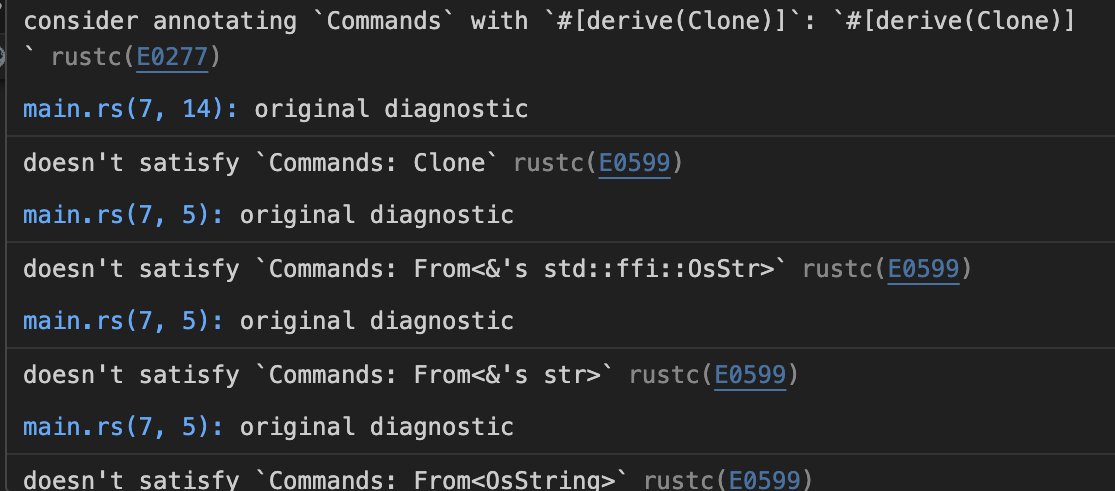 consider annotating `Commands` with `#[derive(Clone)]`: `#[derive(Clone)]
` rustc(E0277)
main.rs(7, 14): original diagnostic
doesn't satisfy `Commands: Clone` rustc(E0599)
main.rs(7, 5): original diagnostic
doesn't satisfy `Commands: From<&'s std::ffi::OsStr>` rustc(E0599)
main.rs(7, 5): original diagnostic
doesn't satisfy `Commands: From<&'s str>` rustc(E0599)
main.rs(7, 5): original diagnostic
doesn't satisfy `Commands: From<OsString>` rustc(E0599)